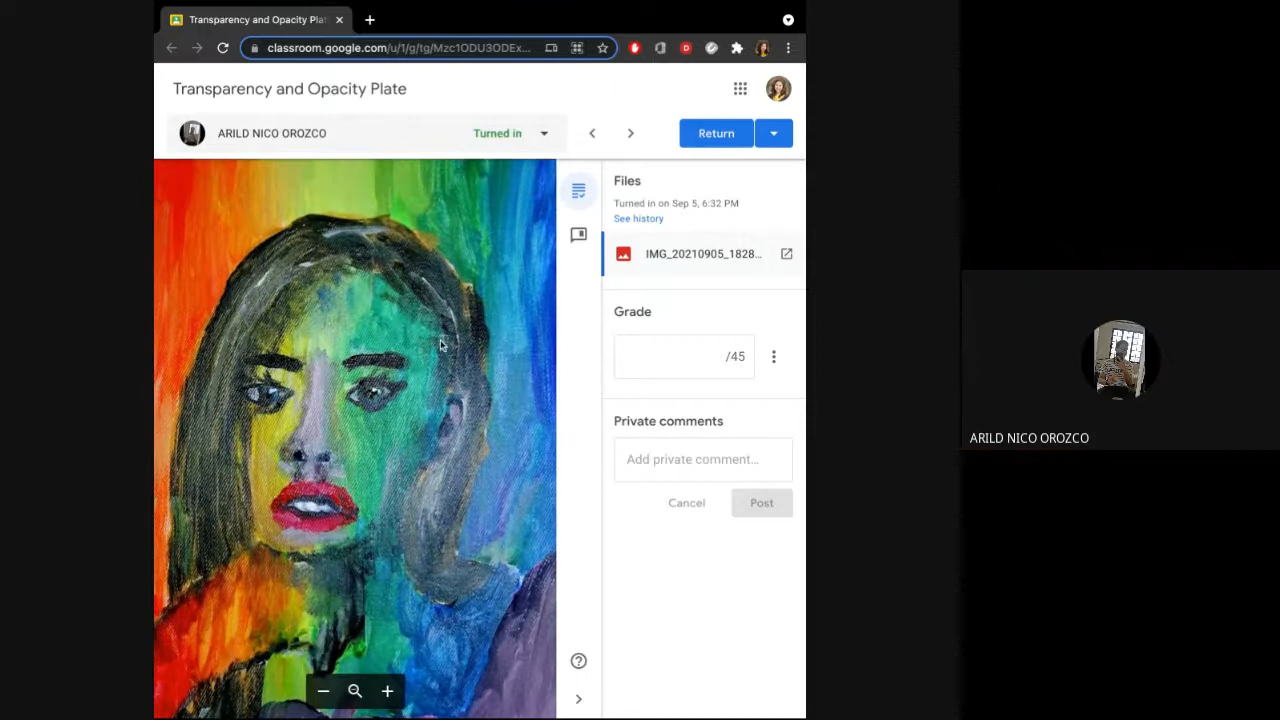 Transparency and Opacity Plat
classroom.google.com/u/1/g/tg/Mzc1ODU3ODEx...
Transparency and Opacity Plate
ARILD NICO OROZCO
Turned in
Return
Files
Turned in on Sep 5, 6:32 PM
See history
IMG_20210905_1828...
Grade
/45
Private comments
Add private comment...
Cancel
Post
ARILD NICO OROZCO